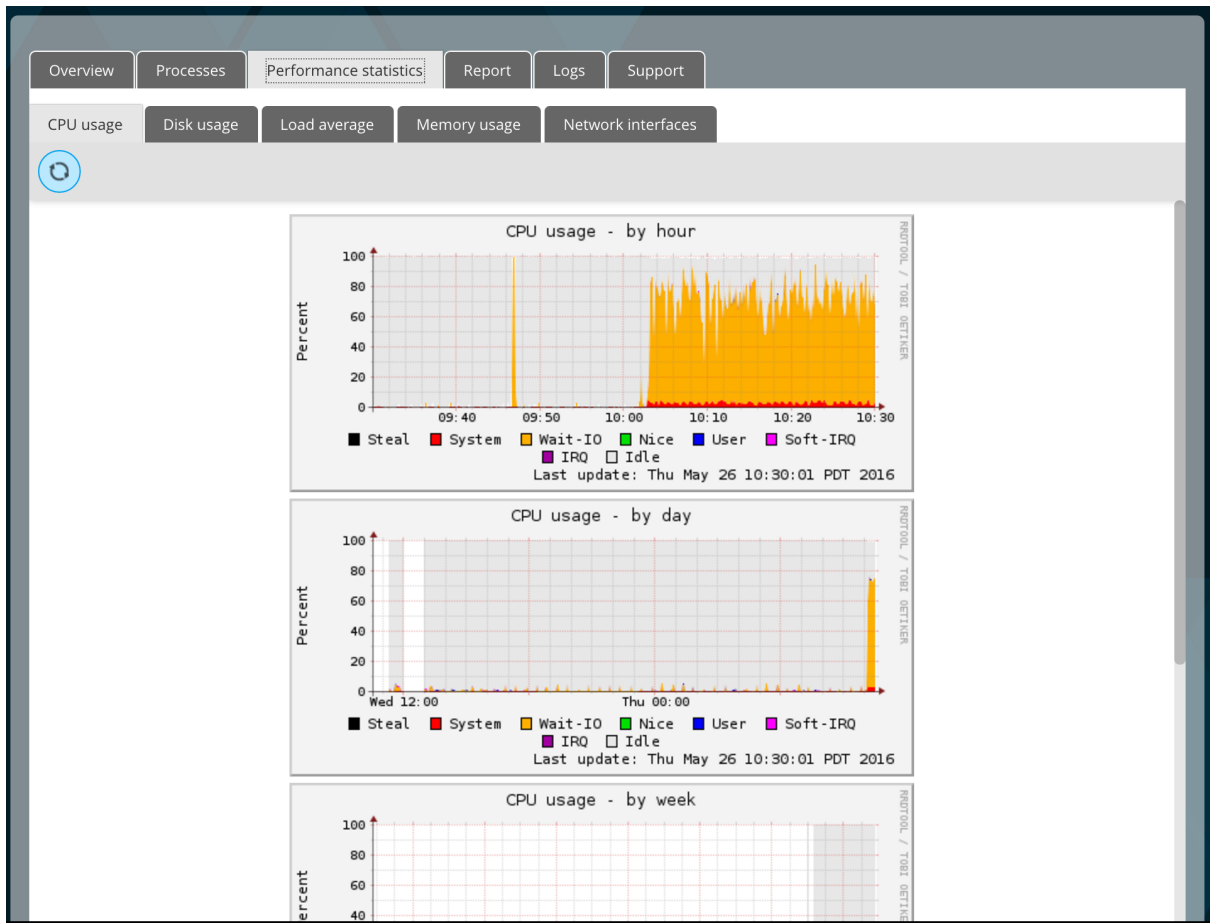 Overview Processes Performance statistics Report Logs Support
CPU usage Disk usage Load average Memory usage Network interfaces
CPU usage - by hour
RRDTOOL / TOBI OETIKER
Percent
100
80
60
40
20
0
09:40 09:50 10:00 10:10 10:20 10:30
Steal System Wait-IO Nice User Soft-IRQ
IRQ Idle
Last update: Thu May 26 10:30:01 PDT 2016
CPU usage - by day
RRDTOOL / TOBI OETIKER
Percent
100
80
60
40
20
0
Wed 12:00 Thu 00:00
Steal System Wait-IO Nice User Soft-IRQ
IRQ Idle
Last update: Thu May 26 10:30:01 PDT 2016
CPU usage - by week
RRDTOOL / TOBI OETIKE
ercent
100
80
60
40